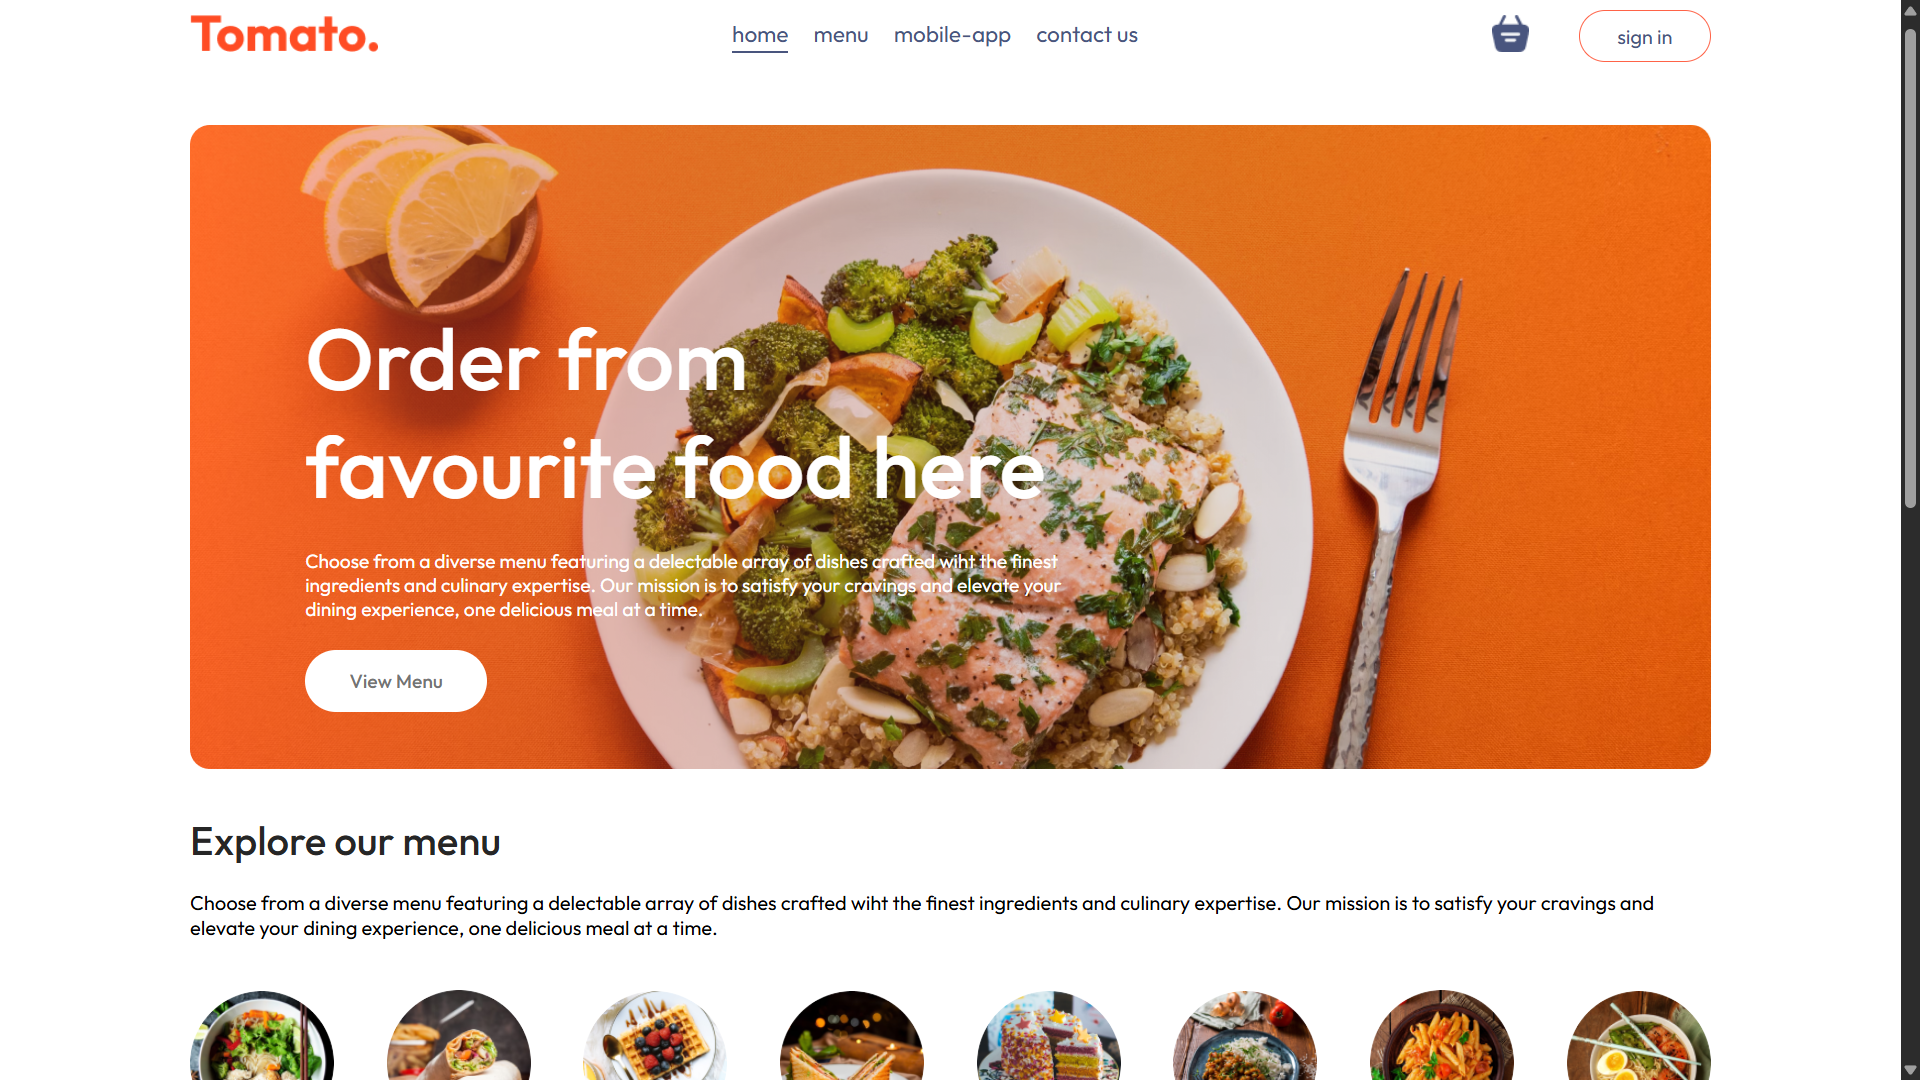 Tomato.
home menu mobile-app contact us
sign in
Order from
favourite food here
Choose from a diverse menu featuring a delectable array of dishes crafted wiht the finest
ingredients and culinary expertise. Our mission is to satisfy your cravings and elevate your
dining experience, one delicious meal at a time.
View Menu
Explore our menu
Choose from a diverse menu featuring a delectable array of dishes crafted wiht the finest ingredients and culinary expertise. Our mission is to satisfy your cravings and
elevate your dining experience, one delicious meal at a time.